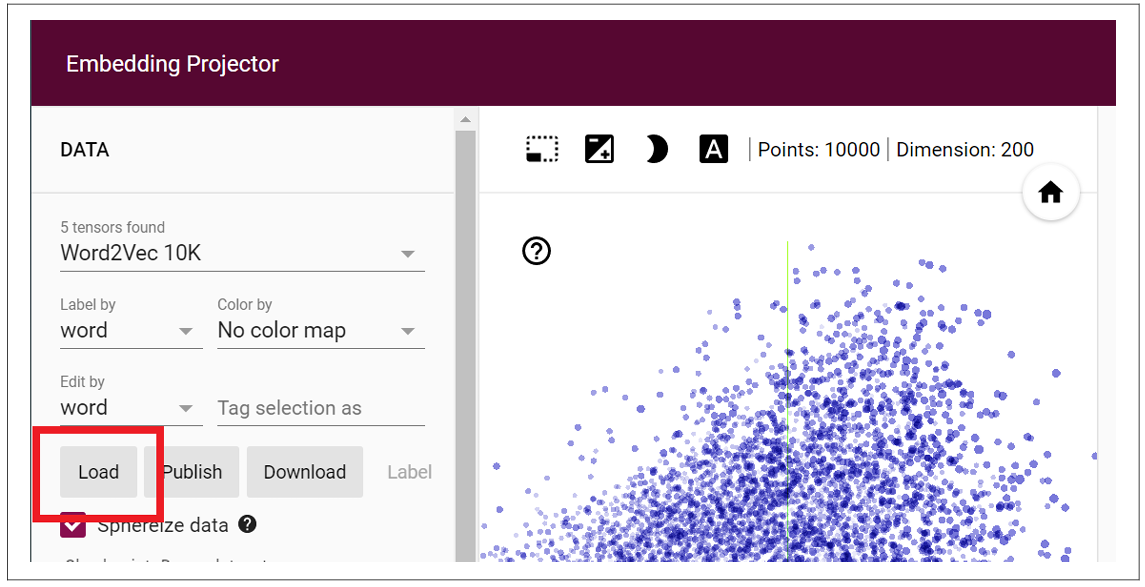 Embedding Projector
DATA
Points: 10000 | Dimension: 200
5 tensors found
Word2Vec 10K
Label by
Color by
word
No color map
Edit by
word
Tag selection as
Load
Publish
Download
Label
Sphereize data